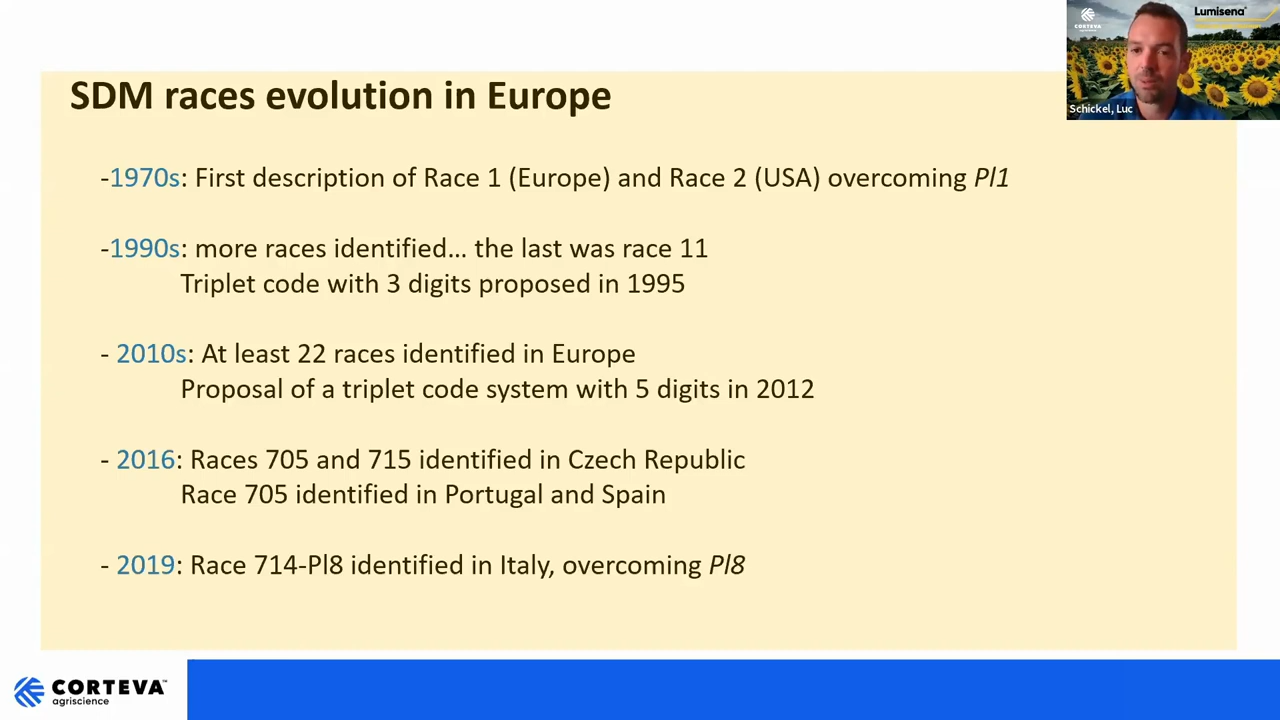 CORTEVA
agriscience
Lumisena
Schickel, Luc
SDM races evolution in Europe
-1970s: First description of Race 1 (Europe) and Race 2 (USA) overcoming Pl1
-1990s: more races identified... the last was race 11
Triplet code with 3 digits proposed in 1995
- 2010s: At least 22 races identified in Europe
Proposal of a triplet code system with 5 digits in 2012
- 2016: Races 705 and 715 identified in Czech Republic
Race 705 identified in Portugal and Spain
- 2019: Race 714-Pl8 identified in Italy, overcoming Pl8
CORTEVA™
agriscience